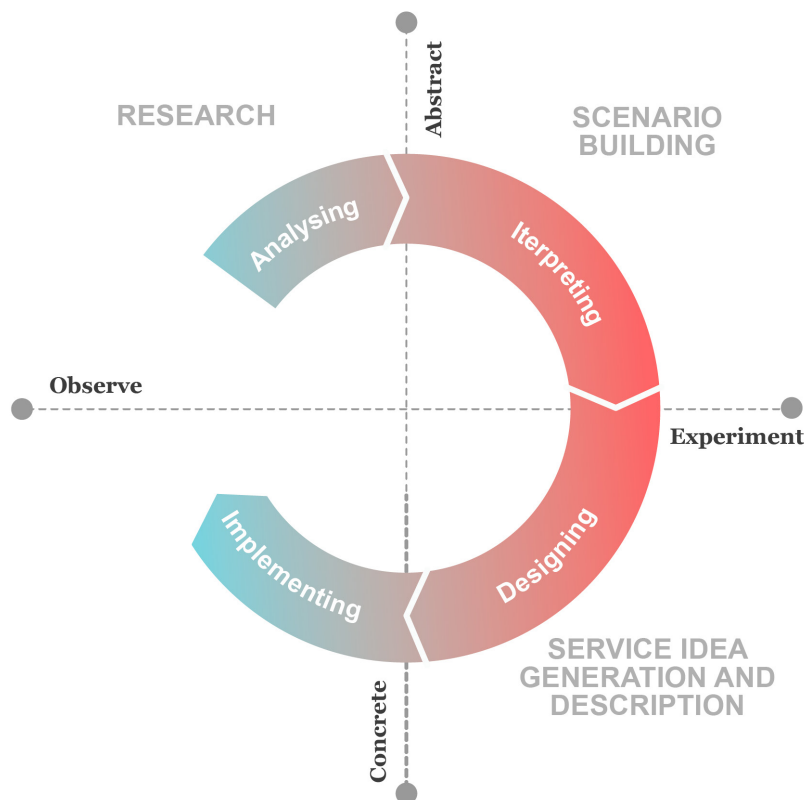 Abstract
RESEARCH
SCENARIO
BUILDING
Analysing
Iterpreting
Observe
Experiment
Implementing
Designing
SERVICE IDEA
GENERATION AND
DESCRIPTION
Concrete